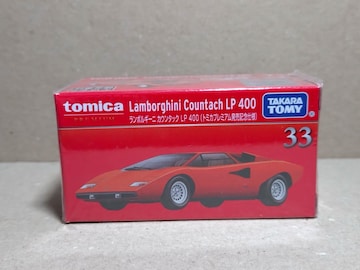 tomica
PREMIUM
Lamborghini Countach LP 400
ランボルギーニ カウンタック LP 400 (トミカプレミアム発売記念仕様)
TAKARA
TOMY
33